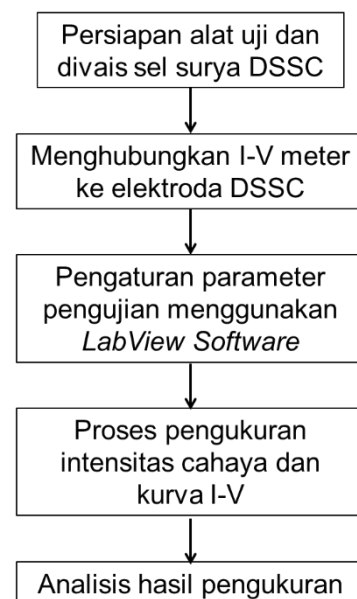 Persiapan alat uji dan
divais sel surya DSSC
Menghubungkan I-V meter
ke elektroda DSSC
Pengaturan parameter
pengujian menggunakan
LabView Software
Proses pengukuran
intensitas cahaya dan
kurva I-V
Analisis hasil pengukuran